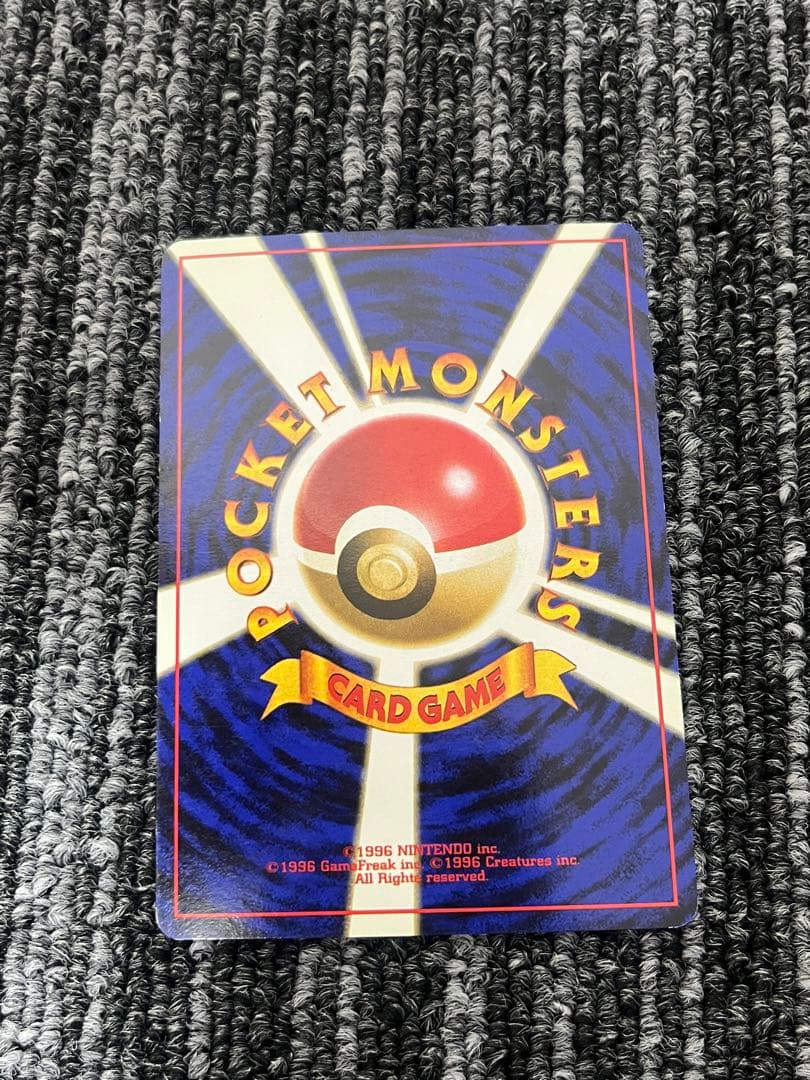 POCKET MONSTERS
CARD GAME
©1996 NINTENDO inc.
©1996 GameFreak inc. ©1996 Creatures inc.
All Rights reserved.